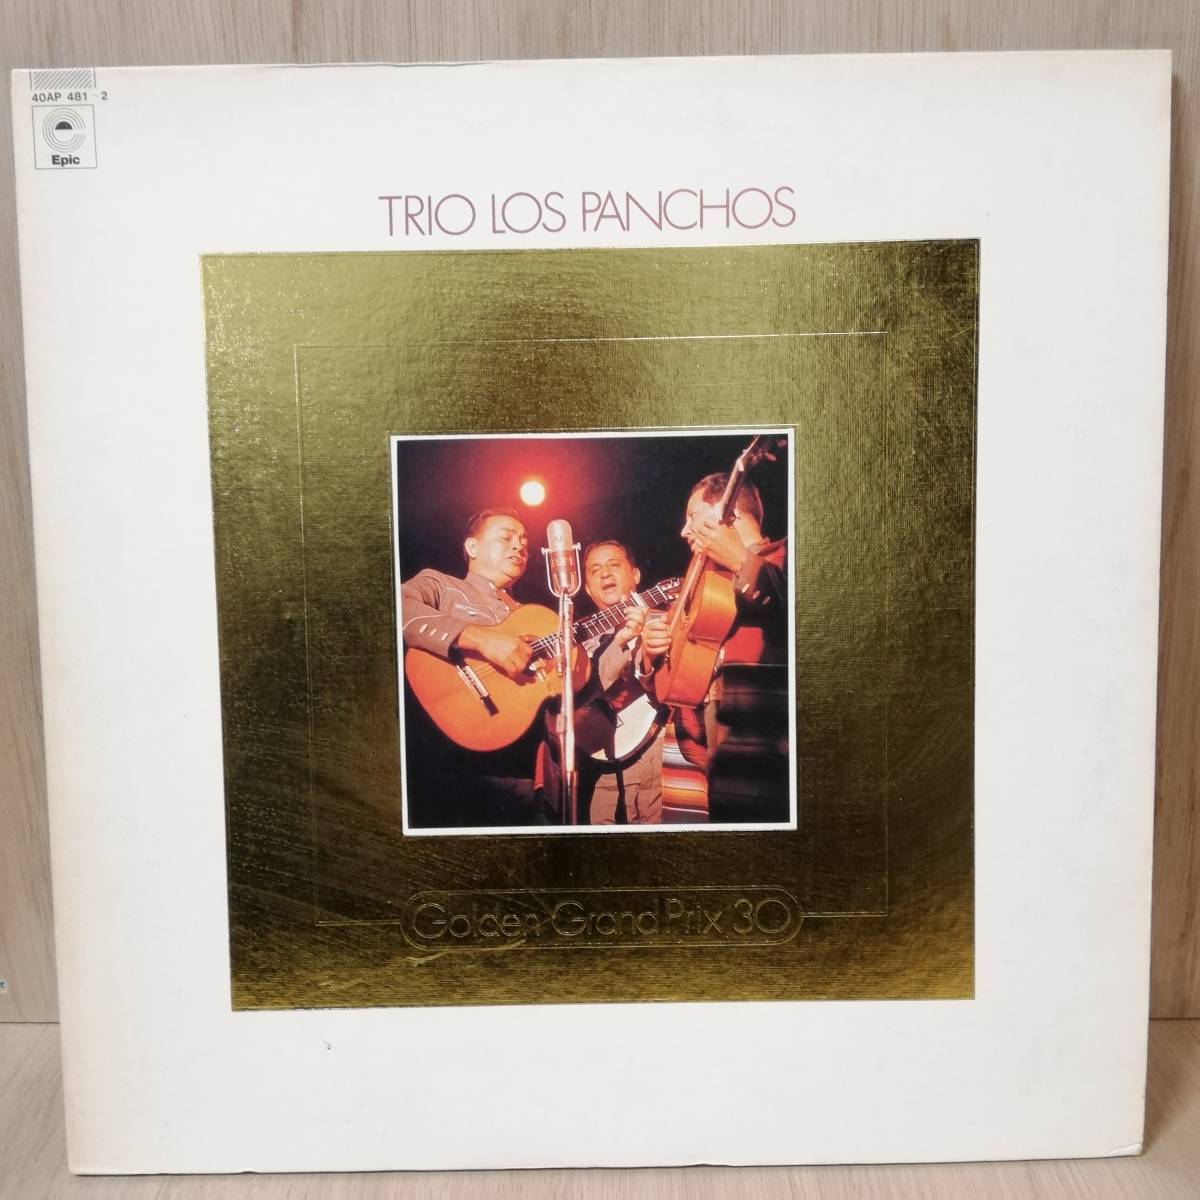 40AP 481~2
Epic
TRIO LOS PANCHOS
Golden Grand Prix 30